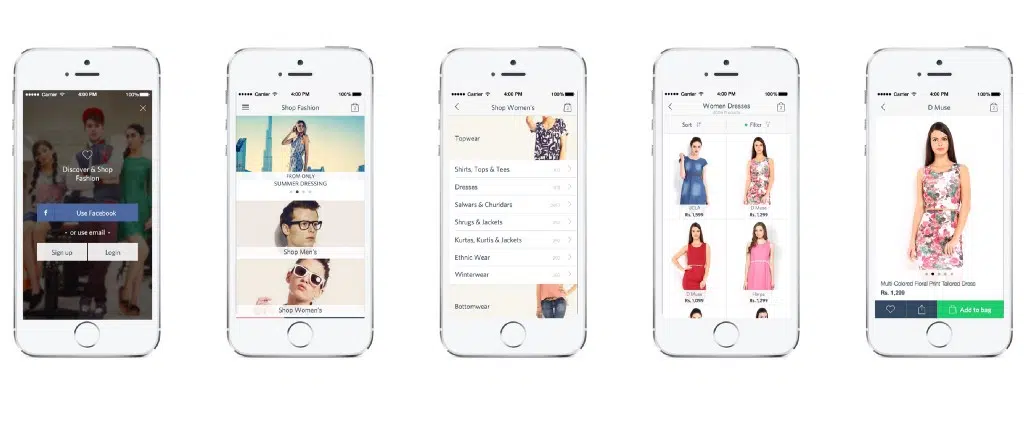 Carrier 4:00 PM 100%
Discover & Shop
Fashion
f Use Facebook
- or use email -
Sign up Login
Carrier 4:00 PM 100%
Shop Fashion
FROM ONLY
SUMMER DRESSING
Shop Men's
Shop Women's
Carrier 4:00 PM 100%
Shop Women's
Topwear
Shirts, Tops & Tees
Dresses
Salwars & Churidars
Shrugs & Jackets
Kurtas, Kurtis & Jackets
Ethnic Wear
Winterwear
Bottomwear
Carrier 4:00 PM 100%
Women Dresses
Sort Filter
D Muse
Rs. 1,599 Rs. 1,299
D Muse
Rs. 1,099 Rs. 1,299
Carrier 4:00 PM 100%
D Muse
Multi-Colored Floral Print Tailored Dress
Rs. 1,299
Add to bag